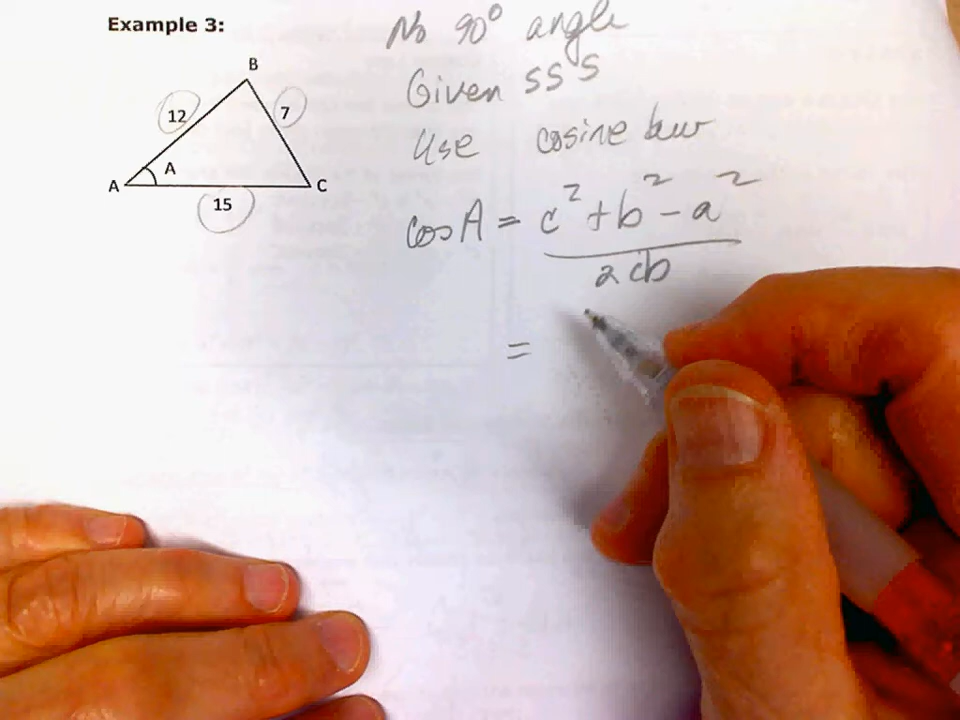 Example 3:
No 90° angle
Given SSS
Use cosine law
cos A = c² + b² - a²
2cb
=
B
12
7
A
A
C
15